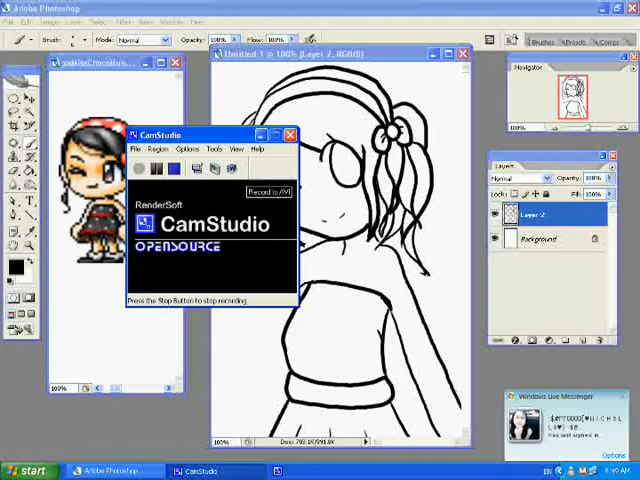 Adobe Photoshop
File Edit Image Layer Select Filter View Window Help
Brush: Mode: Normal Opacity: 100% Flow: 100%
Brushes Presets Comps
Untitled 1 @ 100% (Layer 2, RGB/8)
Navigator
100%
CamStudio
File Region Options Tools View Help
Record to AVI
RenderSoft
CamStudio
OPENSOURCE
Press the Stop Button to stop recording
Layers
Normal Opacity: 100%
Lock: Fill: 100%
Layer 2
Background
100%
100% Doc: 703.1K/891.8K
Windows Live Messenger
has just signed in.
Options
start Adobe Photoshop CamStudio EN 8:49 AM